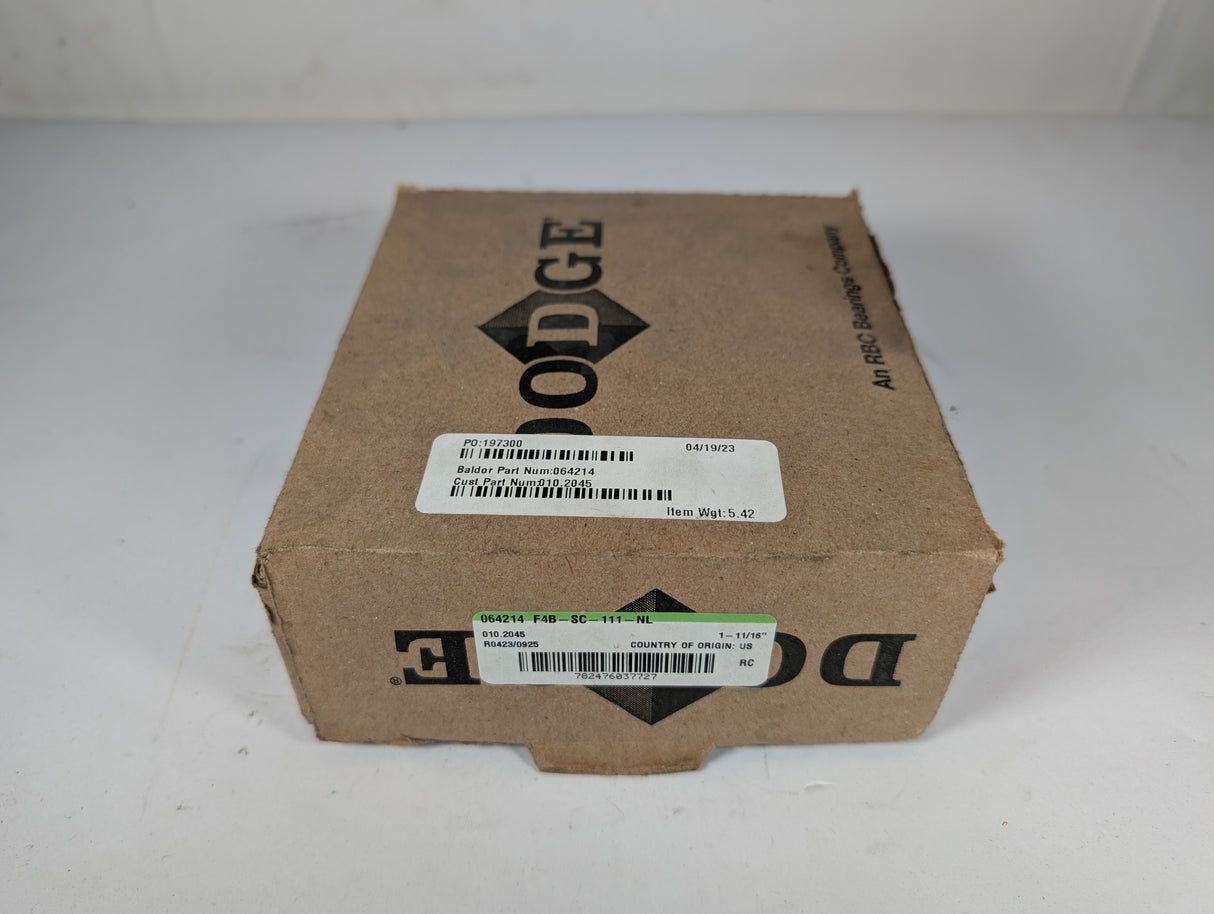 DODGE
An RBC Bearings Company
PO:197300 04/19/23
Baldor Part Num:064214
Cust Part Num:010.2045
Item Wgt: 5.42
064214 F4B-SC-111-NL
010.2045 1-11/16"
R0423/0925 COUNTRY OF ORIGIN: US
RC
782476037727
DODGE®